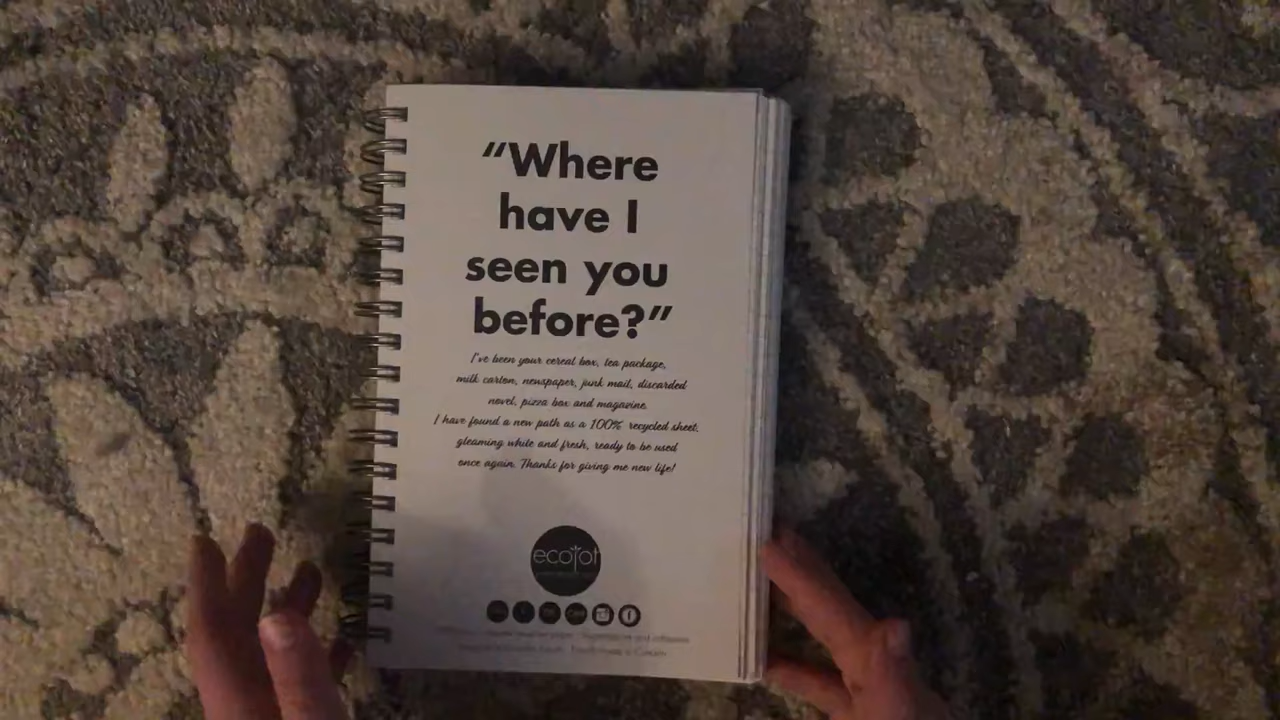 “Where
have I
seen you
before?”
I've been your cereal box, tea package,
milk carton, newspaper, junk mail, discarded
novel, pizza box and magazine.
I have found a new path as a 100% recycled sheet,
gleaming white and fresh, ready to be used
once again. Thanks for giving me new life!
ecojot